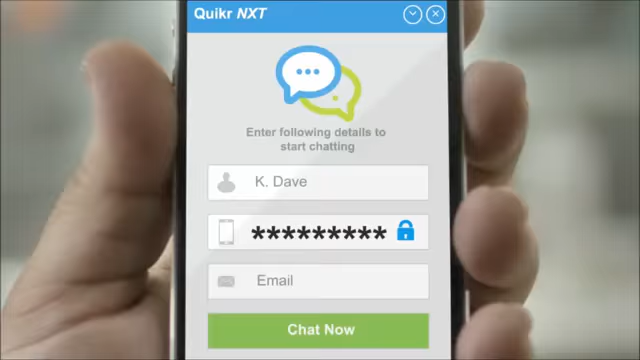 Quikr NXT
Enter following details to
start chatting
K. Dave
*********
Email
Chat Now